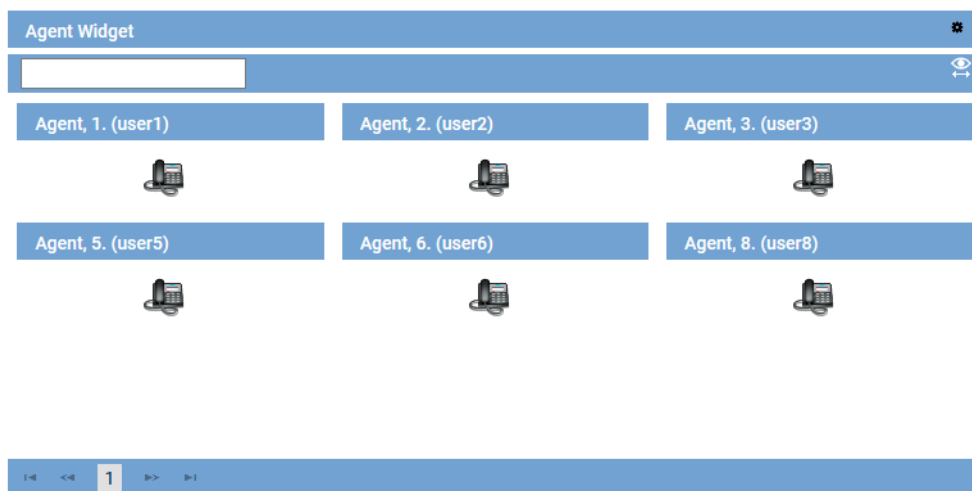 Agent Widget
Agent, 1. (user1) Agent, 2. (user2) Agent, 3. (user3)
Agent, 5. (user5) Agent, 6. (user6) Agent, 8. (user8)
1